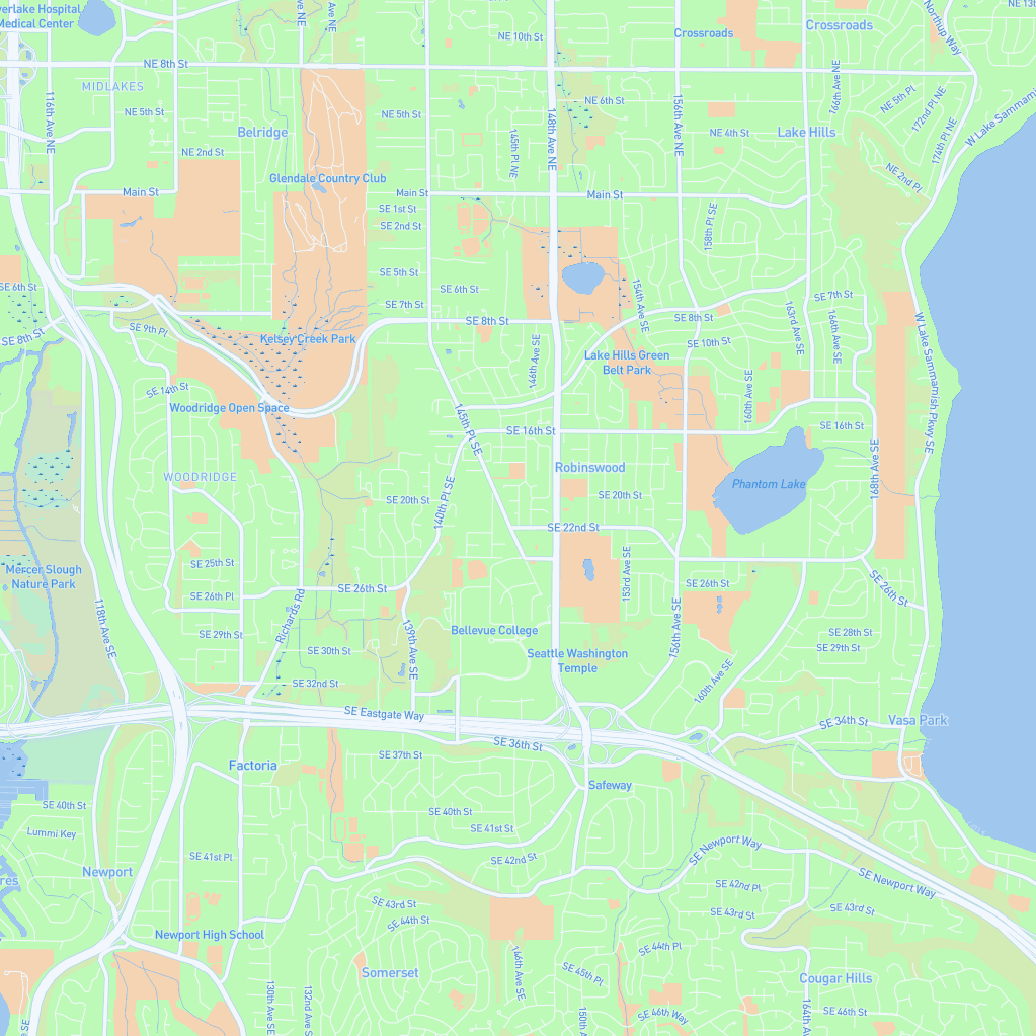 Hospital
Medical Center
NE 8th St
MIDLAKES
116th Ave NE
NE 5th St
NE 2nd St
Belridge
Main St
Ave NE
Ave NE
NE 10th St
Crossroads
Crossroads
Northup Way
NE 13th
NE 5th St
145th Pl NE
148th Ave NE
NE 6th St
156th Ave NE
NE 4th St
Lake Hills
166th Ave NE
NE 5th Pl
172nd Pl NE
174th Pl NE
W Lake Sammamish
NE 2nd Pl
Glendale Country Club
Main St
Main St
SE 1st St
SE 2nd St
158th Pl SE
SE 5th St
SE 6th St
SE 7th St
SE 8th St
154th Ave SE
SE 8th St
SE 7th St
163rd Ave SE
166th Ave SE
W Lake Sammamish Pkwy SE
SE 6th St
SE 8th St
SE 9th Pl
Kelsey Creek Park
146th Ave SE
Lake Hills Green
Belt Park
SE 10th St
160th Ave SE
SE 14th St
Woodridge Open Space
145th Pl SE
SE 16th St
SE 16th St
168th Ave SE
WOODRIDGE
Robinswood
Phantom Lake
SE 20th St
140th Pl SE
SE 20th St
SE 22nd St
Mercer Slough
Nature Park
SE 25th St
SE 26th Pl
SE 26th St
153rd Ave SE
SE 26th St
SE 26th St
118th Ave SE
SE 29th St
Richards Rd
SE 30th St
139th Ave SE
Bellevue College
156th Ave SE
SE 28th St
SE 29th St
Seattle Washington
Temple
160th Ave SE
SE 32nd St
SE Eastgate Way
SE 34th St
Vasa Park
SE 36th St
SE 37th St
Factoria
Safeway
SE 40th St
Lummi Key
SE 40th St
SE 41st St
SE 41st Pl
SE 42nd St
SE Newport Way
SE Newport Way
Newport
SE 42nd Pl
SE 43rd St
SE 44th St
SE 43rd St
SE 43rd St
Newport High School
SE 44th Pl
Somerset
146th Ave SE
SE 45th Pl
Cougar Hills
130th Ave SE
132nd Ave SE
150th Ave
SE 46th Way
164th Ave
SE 46th St